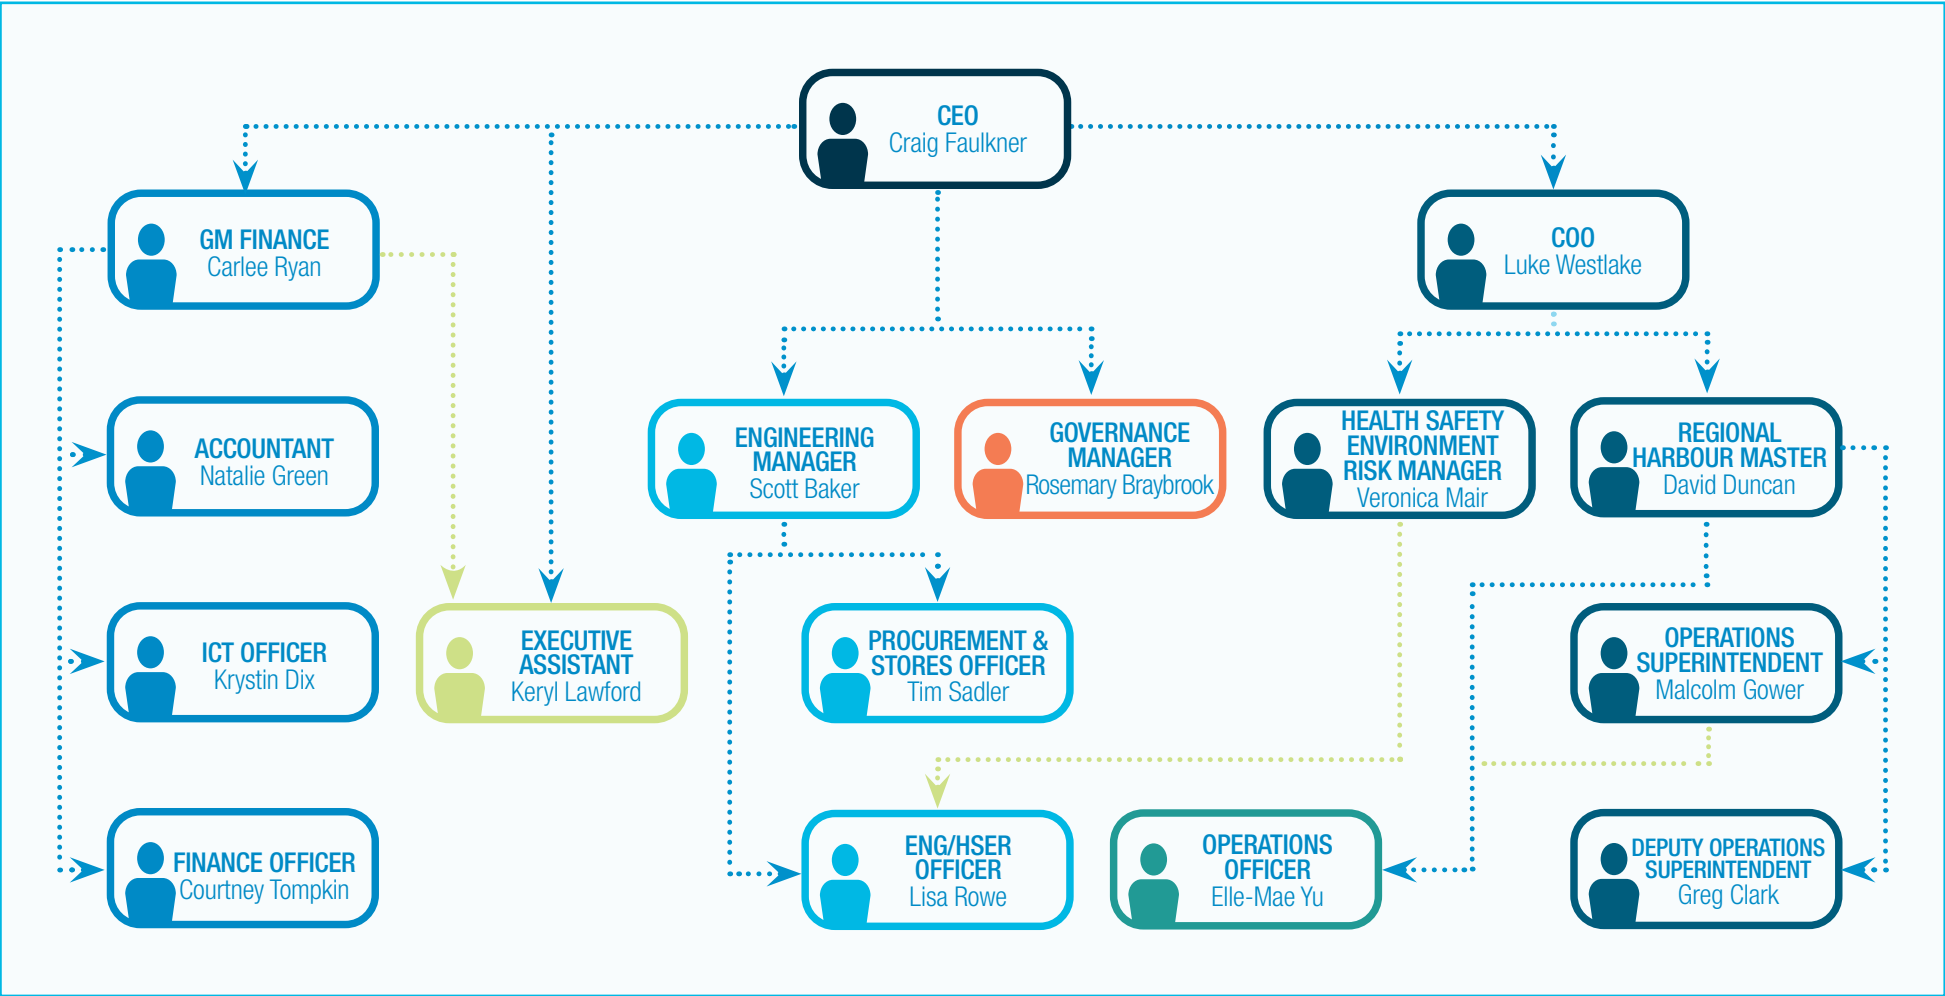 CEO
Craig Faulkner
GM FINANCE
Carlee Ryan
COO
Luke Westlake
ACCOUNTANT
Natalie Green
ENGINEERING
MANAGER
Scott Baker
GOVERNANCE
MANAGER
Rosemary Braybrook
HEALTH SAFETY
ENVIRONMENT
RISK MANAGER
Veronica Mair
REGIONAL
HARBOUR MASTER
David Duncan
ICT OFFICER
Krystin Dix
EXECUTIVE
ASSISTANT
Keryl Lawford
PROCUREMENT &
STORES OFFICER
Tim Sadler
OPERATIONS
SUPERINTENDENT
Malcolm Gower
FINANCE OFFICER
Courtney Tompkin
ENG/HSER
OFFICER
Lisa Rowe
OPERATIONS
OFFICER
Elle-Mae Yu
DEPUTY OPERATIONS
SUPERINTENDENT
Greg Clark